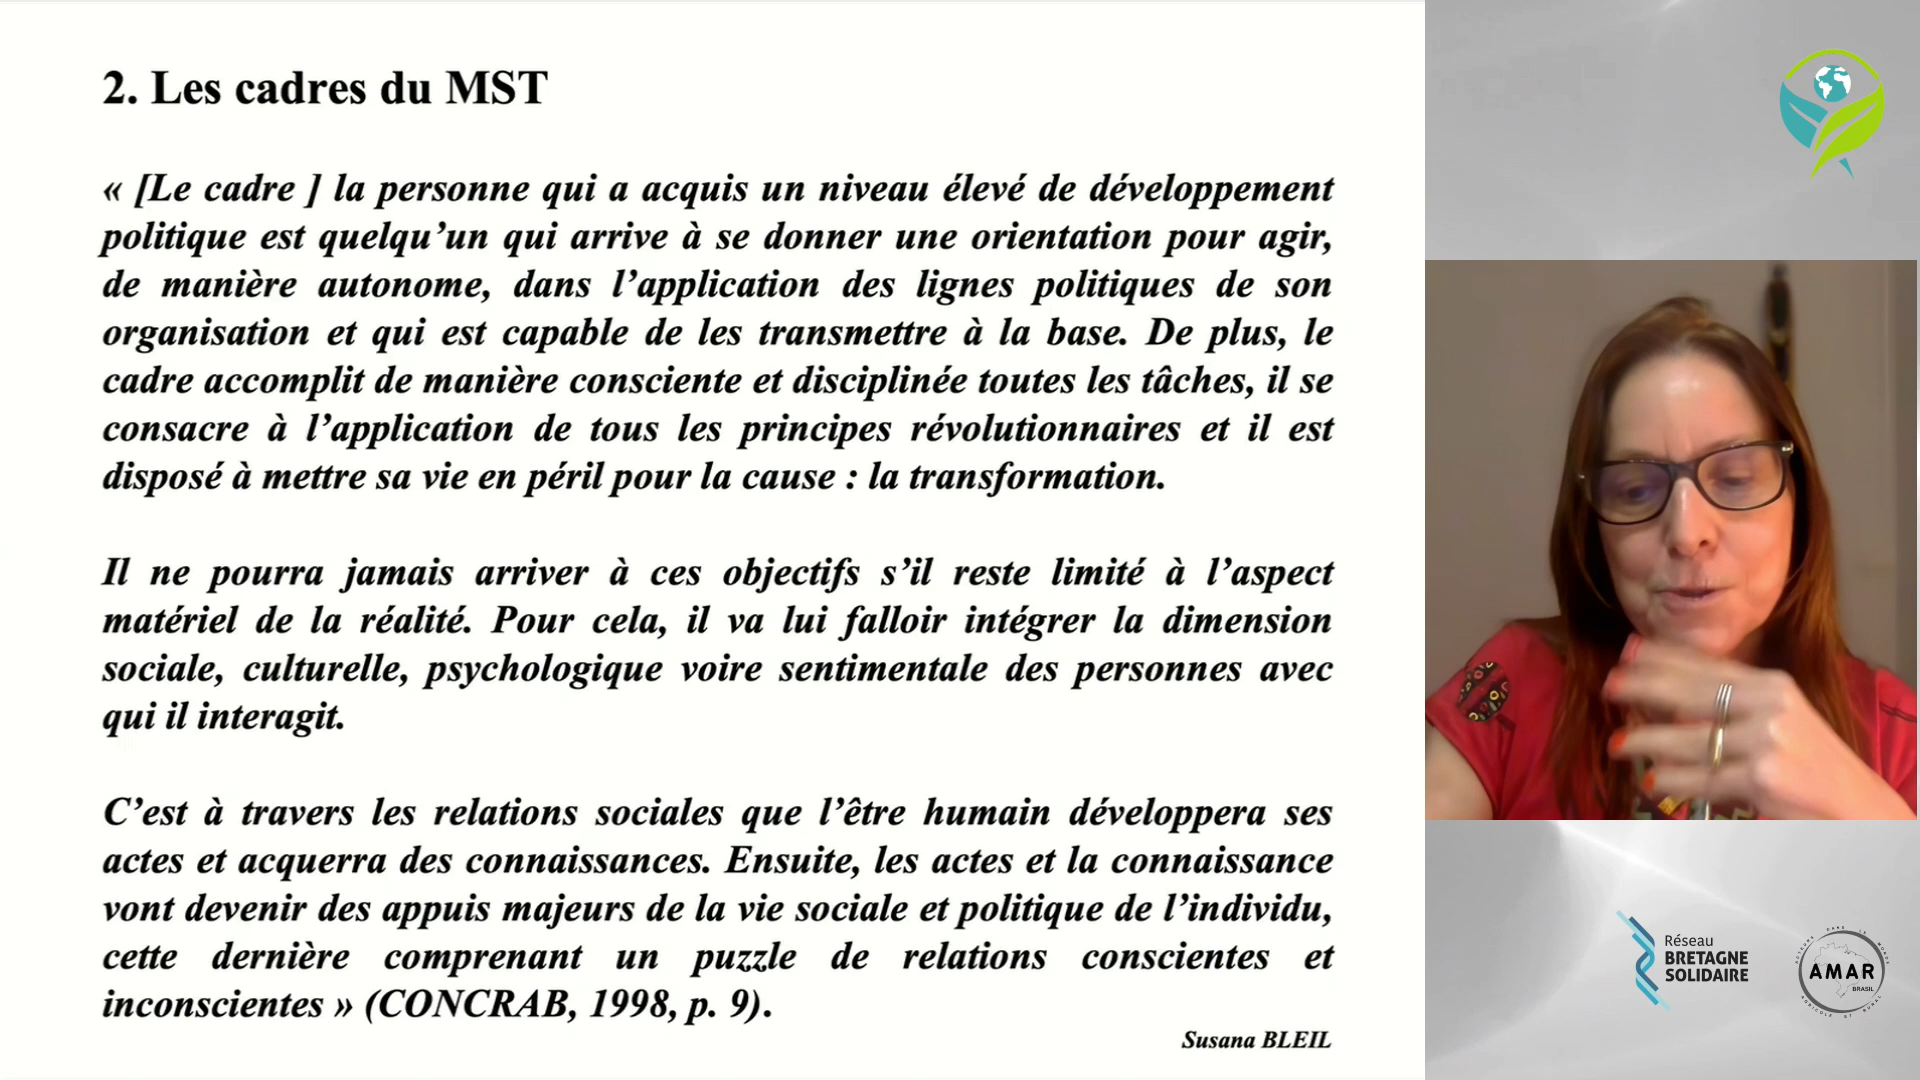 2. Les cadres du MST
« [Le cadre ] la personne qui a acquis un niveau élevé de développement
politique est quelqu’un qui arrive à se donner une orientation pour agir,
de manière autonome, dans l’application des lignes politiques de son
organisation et qui est capable de les transmettre à la base. De plus, le
cadre accomplit de manière consciente et disciplinée toutes les tâches, il se
consacre à l’application de tous les principes révolutionnaires et il est
disposé à mettre sa vie en péril pour la cause : la transformation.
Il ne pourra jamais arriver à ces objectifs s’il reste limité à l’aspect
matériel de la réalité. Pour cela, il va lui falloir intégrer la dimension
sociale, culturelle, psychologique voire sentimentale des personnes avec
qui il interagit.
C’est à travers les relations sociales que l’être humain développera ses
actes et acquerra des connaissances. Ensuite, les actes et la connaissance
vont devenir des appuis majeurs de la vie sociale et politique de l’individu,
cette dernière comprenant un puzzle de relations conscientes et
inconscientes » (CONCRAB, 1998, p. 9).
Susana BLEIL
Réseau
BRETAGNE
SOLIDAIRE
AMAR
BRASIL